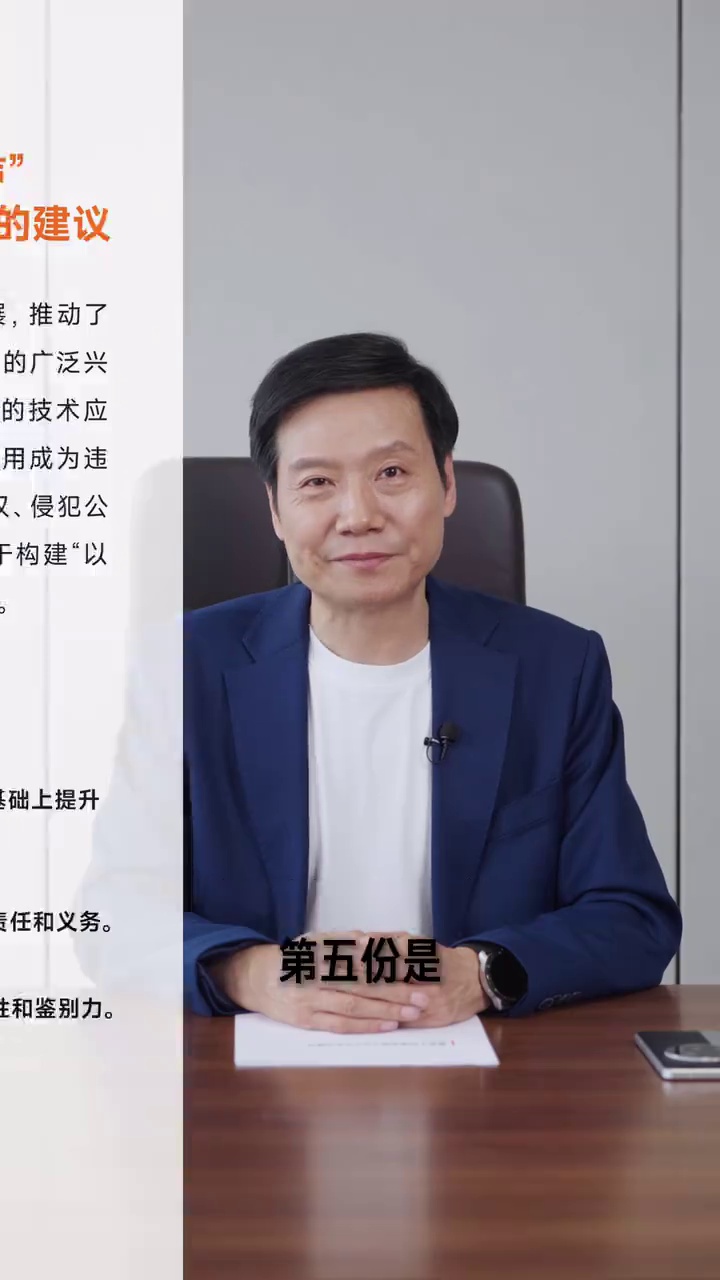 ”
的建议
展，推动了
的广泛兴
的技术应
用成为违
又、侵犯公
于构建“以
。
基础上提升
责任和义务。
性和鉴别力。
第五份是